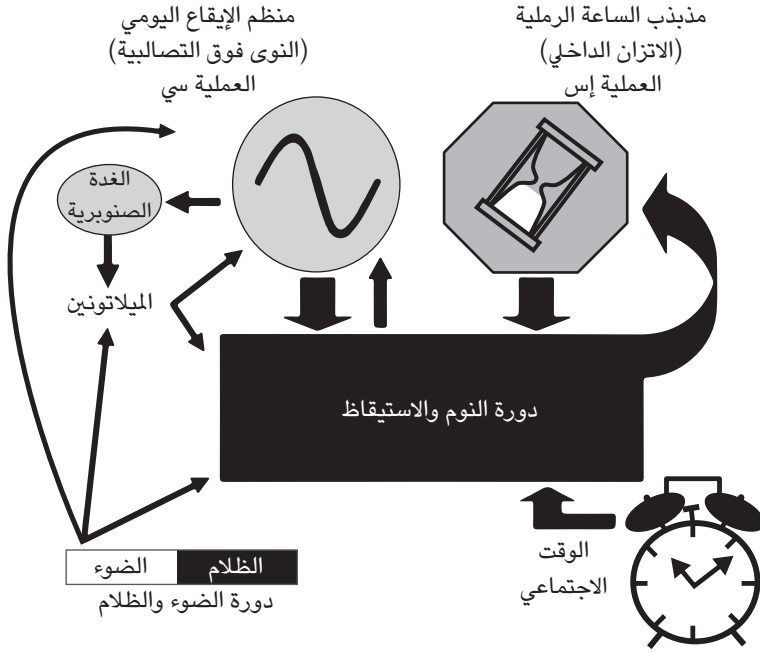 منظم الإيقاع اليومي
(النوى فوق التصالبية)
العملية سي
مذبذب الساعة الرملية
(الاتزان الداخلي)
العملية إس
الغدة
الصنوبرية
الميلاتونين
دورة النوم والاستيقاظ
الوقت
الاجتماعي
الظلام
الضوء
دورة الضوء والظلام